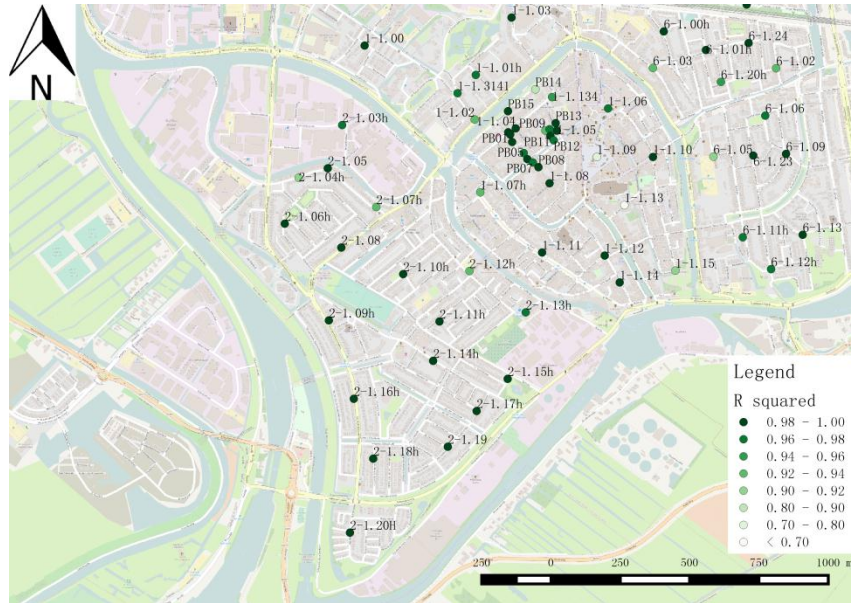 1-1.03
1-1.00
6-1.00h
6-1.24
6-1.01h
1-1.01h
6-1.03
6-1.02
1-1.3141
PB14
6-1.20h
1-1.134
PB15
1-1.06
6-1.06
2-1.03h
1-1.02
1-1.04
PB09
PB13
1-1.05
PB01
PB11
PB12
1-1.09
1-1.10
6-1.05
6-1.23
6-1.09
PB08
PB07
2-1.05
2-1.04h
1-1.08
1-1.07h
2-1.07h
1-1.13
2-1.06h
6-1.11h
6-1.13
2-1.08
1-1.11
1-1.12
2-1.10h
2-1.12h
1-1.14
1-1.15
6-1.12h
2-1.09h
2-1.11h
2-1.13h
2-1.14h
2-1.15h
2-1.16h
2-1.17h
2-1.19
2-1.18h
2-1.20H
N
Legend
R squared
0.98 - 1.00
0.96 - 0.98
0.94 - 0.96
0.92 - 0.94
0.90 - 0.92
0.80 - 0.90
0.70 - 0.80
< 0.70
250 0 250 500 750 1000 m